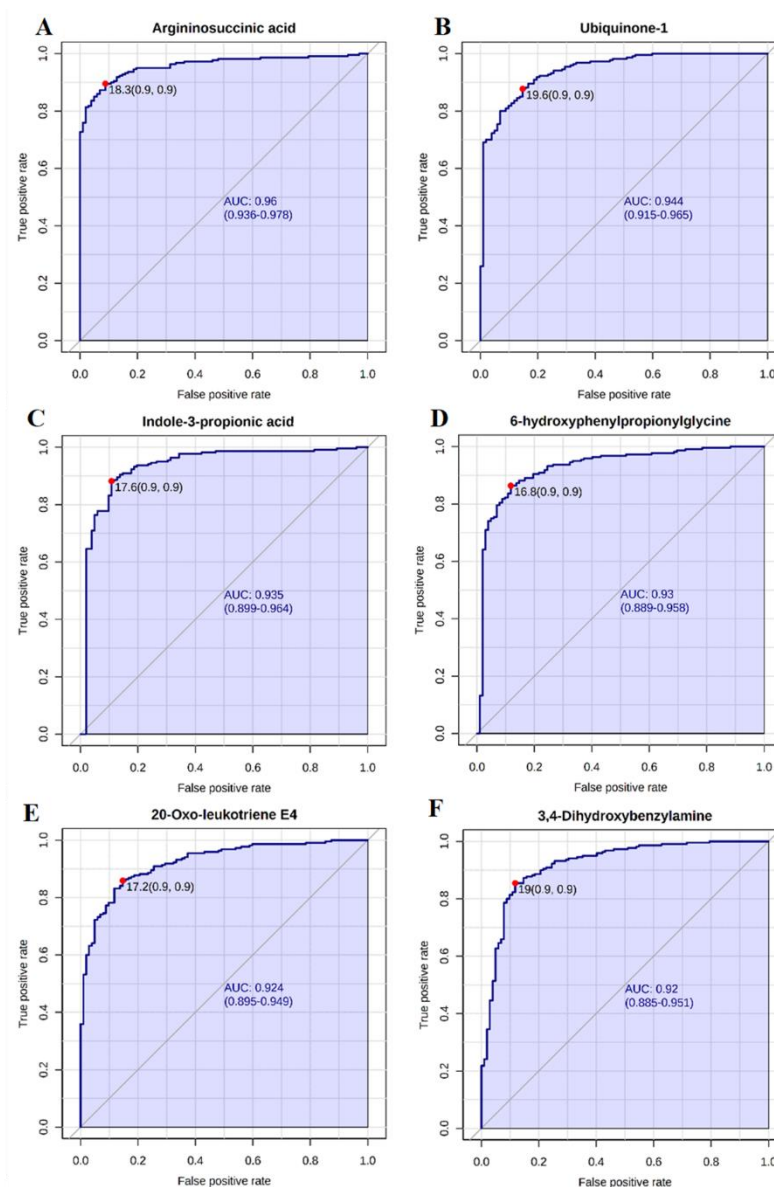 A
Argininosuccinic acid
True positive rate
1.0
0.8
0.6
0.4
0.2
0.0
18.3(0.9, 0.9)
AUC: 0.96
(0.936-0.978)
0.0 0.2 0.4 0.6 0.8 1.0
False positive rate
B
Ubiquinone-1
True positive rate
1.0
0.8
0.6
0.4
0.2
0.0
19.6(0.9, 0.9)
AUC: 0.944
(0.915-0.965)
0.0 0.2 0.4 0.6 0.8 1.0
False positive rate
C
Indole-3-propionic acid
True positive rate
1.0
0.8
0.6
0.4
0.2
0.0
17.6(0.9, 0.9)
AUC: 0.935
(0.899-0.964)
0.0 0.2 0.4 0.6 0.8 1.0
False positive rate
D
6-hydroxyphenylpropionylglycine
True positive rate
1.0
0.8
0.6
0.4
0.2
0.0
16.8(0.9, 0.9)
AUC: 0.93
(0.889-0.958)
0.0 0.2 0.4 0.6 0.8 1.0
False positive rate
E
20-Oxo-leukotriene E4
True positive rate
1.0
0.8
0.6
0.4
0.2
0.0
17.2(0.9, 0.9)
AUC: 0.924
(0.895-0.949)
0.0 0.2 0.4 0.6 0.8 1.0
False positive rate
F
3,4-Dihydroxybenzylamine
True positive rate
1.0
0.8
0.6
0.4
0.2
0.0
19(0.9, 0.9)
AUC: 0.92
(0.885-0.951)
0.0 0.2 0.4 0.6 0.8 1.0
False positive rate